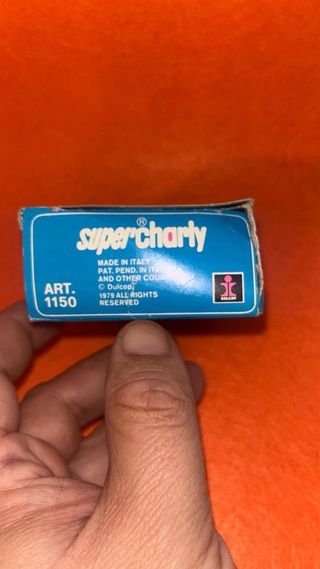 supercharly®
MADE IN ITALY
PAT. PEND. IN
AND OTHER
© Dulcop
1979 ALL RIGHTS
RESERVED
ART.
1150
DULCOP